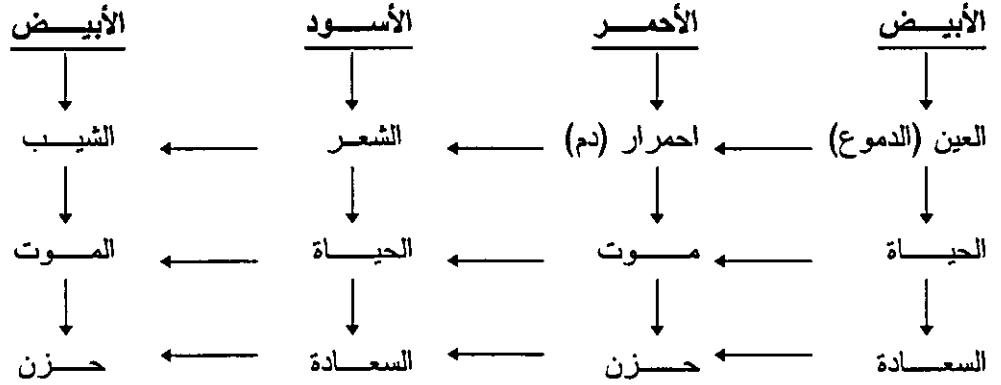 الأبيض الأحمر الأسود الأبيض
العين (الدموع) احمرار (دم) الشعر الشيب
الحياة موت الحياة الموت
السعادة حزن السعادة حزن